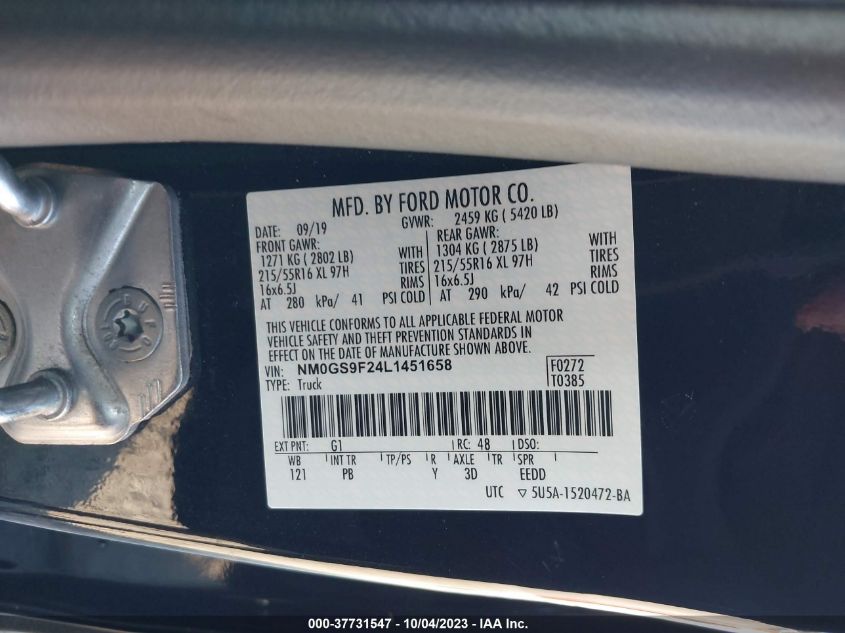 MFD. BY FORD MOTOR CO.
DATE: 09/19 GVWR: 2459 KG ( 5420 LB)
FRONT GAWR: REAR GAWR:
1271 KG ( 2802 LB) WITH 1304 KG ( 2875 LB) WITH
215/55R16 XL 97H TIRES 215/55R16 XL 97H TIRES
16x6.5J RIMS 16x6.5J RIMS
AT 280 kPa/ 41 PSI COLD AT 290 kPa/ 42 PSI COLD
THIS VEHICLE CONFORMS TO ALL APPLICABLE FEDERAL MOTOR
VEHICLE SAFETY AND THEFT PREVENTION STANDARDS IN
EFFECT ON THE DATE OF MANUFACTURE SHOWN ABOVE.
VIN: NM0GS9F24L1451658 F0272
TYPE: Truck T0385
EXT PNT: G1 RC: 48 DSO:
WB INT TR TP/PS R AXLE TR SPR
121 PB Y 3D EEDD
UTC ▽ 5U5A-1520472-BA
000-37731547 - 10/04/2023 - IAA Inc.